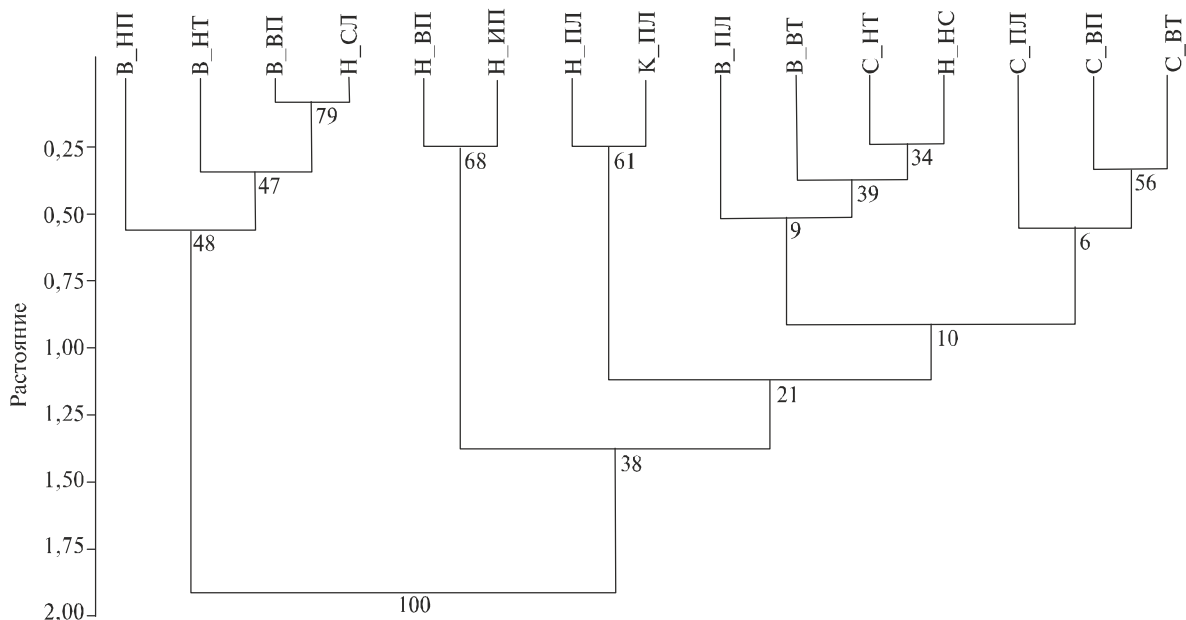 В_НП
В_НТ
В_ВП
Н_СЛ
Н_ВП
Н_ИП
Н_ПЛ
К_ПЛ
В_ПЛ
В_ВТ
С_НТ
Н_НС
С_ПЛ
С_ВП
С_ВТ
Растояние
0,25
0,50
0,75
1,00
1,25
1,50
1,75
2,00
79
68
61
34
47
39
56
48
9
6
10
21
38
100